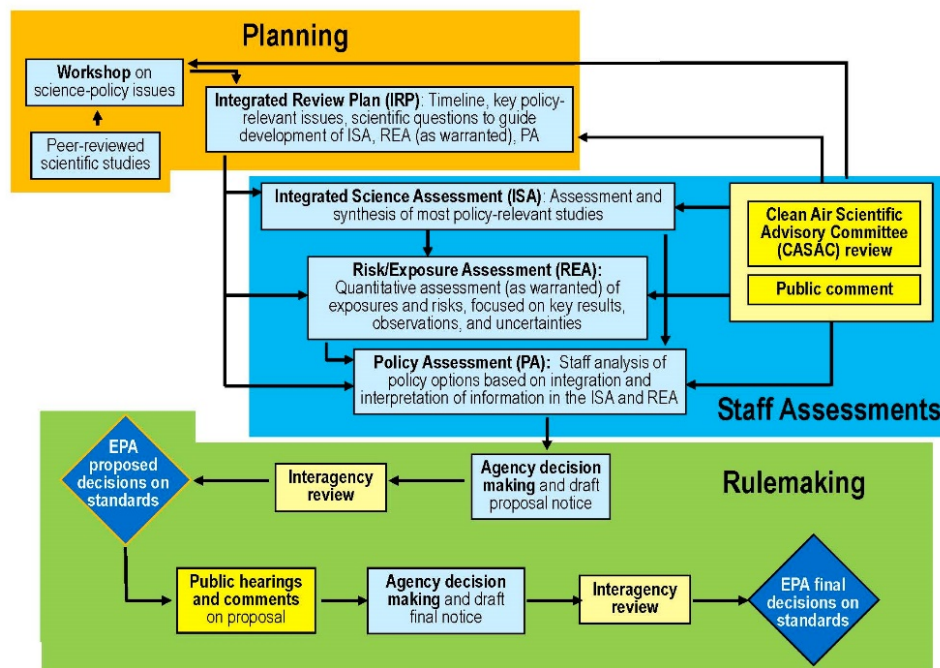 Planning
Workshop on
science-policy issues
Integrated Review Plan (IRP): Timeline, key policy-
relevant issues, scientific questions to guide
development of ISA, REA (as warranted), PA
Peer-reviewed
scientific studies
Integrated Science Assessment (ISA): Assessment and
synthesis of most policy-relevant studies
Clean Air Scientific
Advisory Committee
(CASAC) review
Public comment
Risk/Exposure Assessment (REA):
Quantitative assessment (as warranted) of
exposures and risks, focused on key results,
observations, and uncertainties
Policy Assessment (PA): Staff analysis of
policy options based on integration and
interpretation of information in the ISA and REA
Staff Assessments
EPA
proposed
decisions on
standards
Interagency
review
Agency decision
making and draft
proposal notice
Rulemaking
Public hearings
and comments
on proposal
Agency decision
making and draft
final notice
Interagency
review
EPA final
decisions on
standards